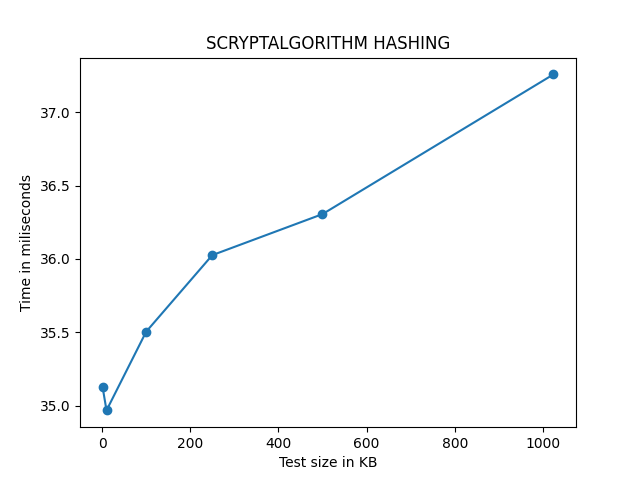 SCRYPTALGORITHM HASHING
Time in miliseconds
37.0
36.5
36.0
35.5
35.0
0 200 400 600 800 1000
Test size in KB